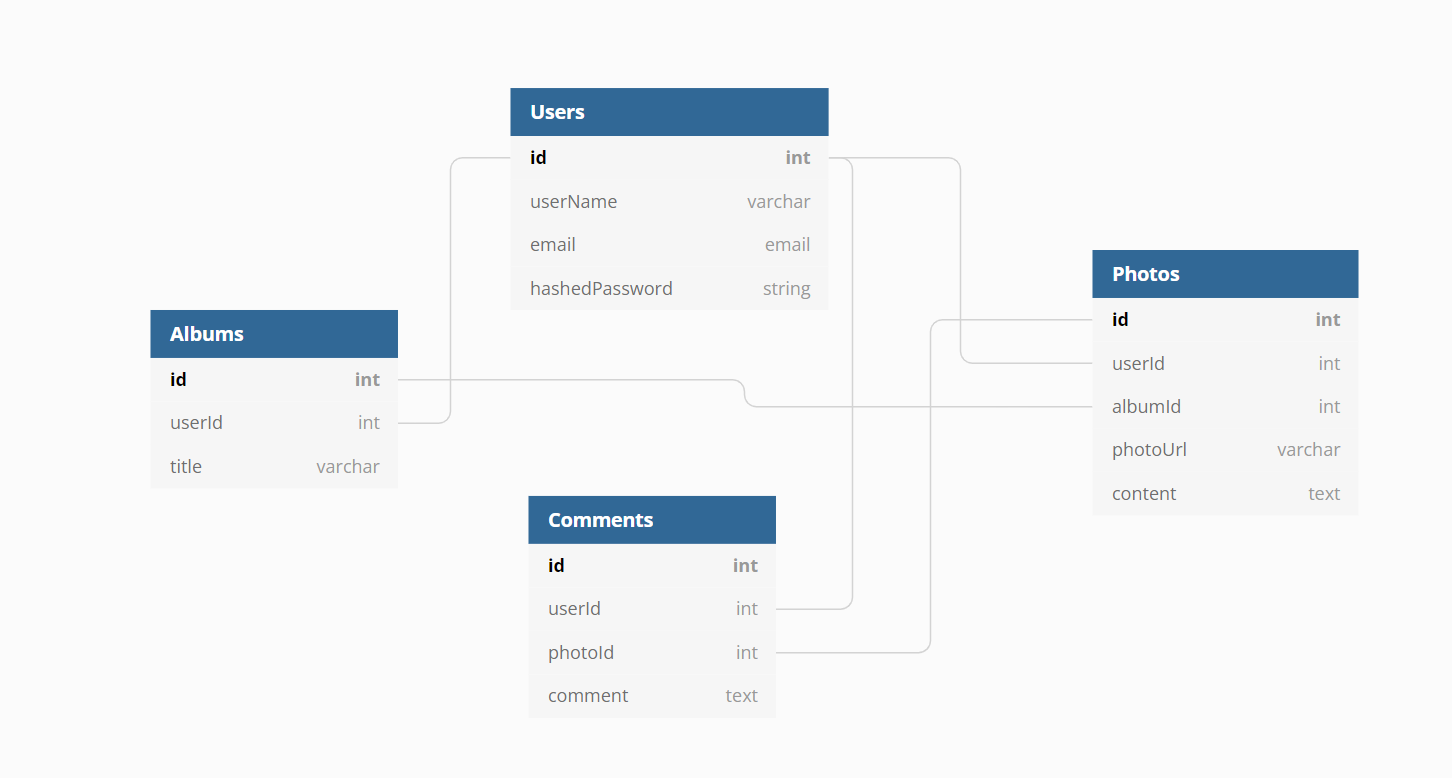 Users
id int
userName varchar
email email
hashedPassword string
Albums
id int
userId int
title varchar
Photos
id int
userId int
albumId int
photoUrl varchar
content text
Comments
id int
userId int
photoId int
comment text